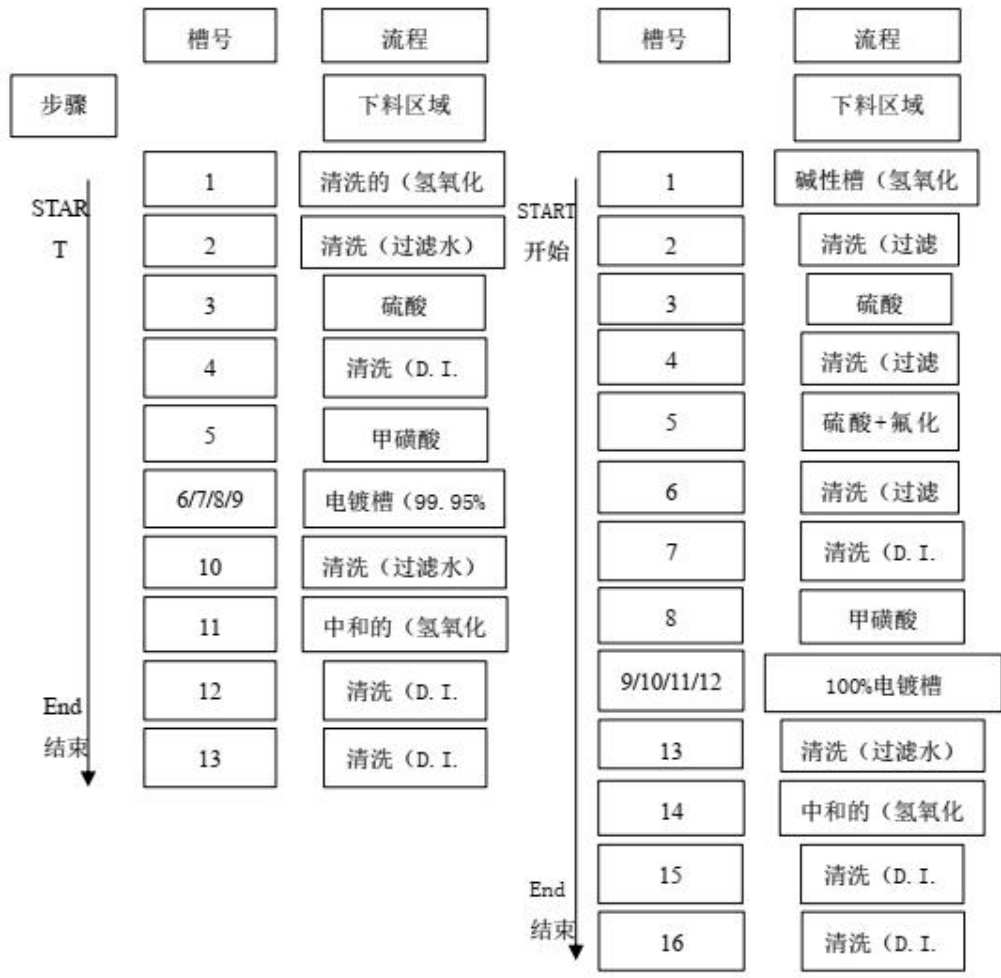 槽号 流程
步骤 下料区域
START
1 清洗的（氢氧化
2 清洗（过滤水）
3 硫酸
4 清洗（D.I.
5 甲磺酸
6/7/8/9 电镀槽（99.95%
10 清洗（过滤水）
11 中和的（氢氧化
12 清洗（D.I.
13 清洗（D.I.
End
结束
槽号 流程
下料区域
START
开始
1 碱性槽（氢氧化
2 清洗（过滤
3 硫酸
4 清洗（过滤
5 硫酸+氟化
6 清洗（过滤
7 清洗（D.I.
8 甲磺酸
9/10/11/12 100%电镀槽
13 清洗（过滤水）
14 中和的（氢氧化
15 清洗（D.I.
16 清洗（D.I.
End
结束